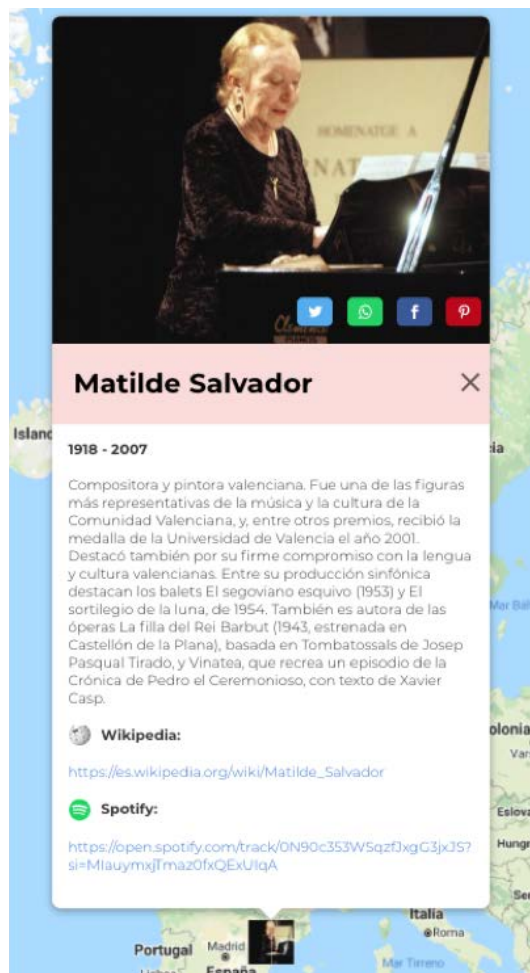 HOMENATGE A
NAT
Clemente
Matilde Salvador
Island
1918 - 2007
Compositora y pintora valenciana. Fue una de las figuras
más representativas de la música y la cultura de la
Comunidad Valenciana, y, entre otros premios, recibió la
medalla de la Universidad de Valencia el año 2001.
Destacó también por su firme compromiso con la lengua
y cultura valencianas. Entre su producción sinfónica
destacan los balets El segoviano esquivo (1953) y El
sortilegio de la luna, de 1954. También es autora de las
óperas La filla del Rei Barbut (1943, estrenada en
Castellón de la Plana), basada en Tombatossals de Josep
Pasqual Tirado, y Vinatea, que recrea un episodio de la
Crónica de Pedro el Ceremonioso, con texto de Xavier
Casp.
Mar Bál
Wikipedia:
olonia
Var
https://es.wikipedia.org/wiki/Matilde_Salvador
Spotify:
Eslova
https://open.spotify.com/track/0N90c353WSqzfJxgG3jxJS?
si=MIauymxjTmaz0fxQExUIqA
Hungr
Ser
Italia
Roma
Portugal
Madrid
España
Mar Tirreno